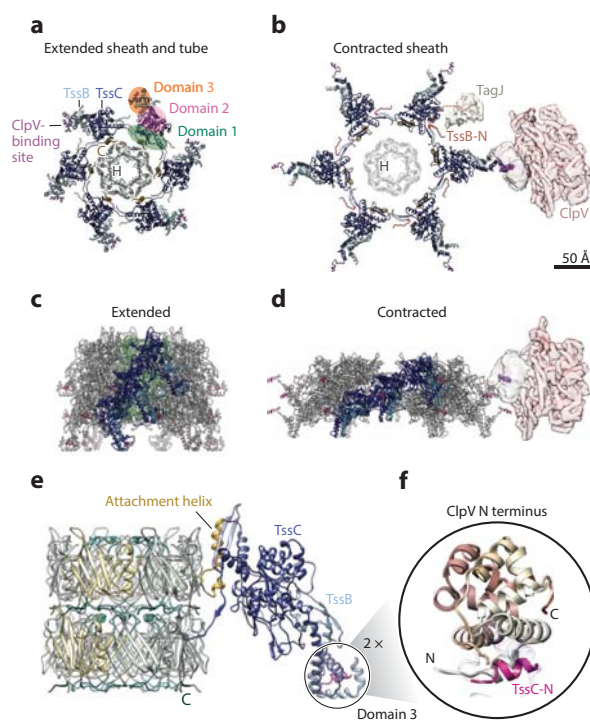 a
Extended sheath and tube
TssB TssC
Domain 3
Domain 2
Domain 1
ClpV-
binding
site
C
H
b
Contracted sheath
TagJ
TssB-N
H
ClpV
50 Å
c
Extended
d
Contracted
e
Attachment helix
TssC
TssB
2 ×
C
Domain 3
f
ClpV N terminus
C
N
TssC-N